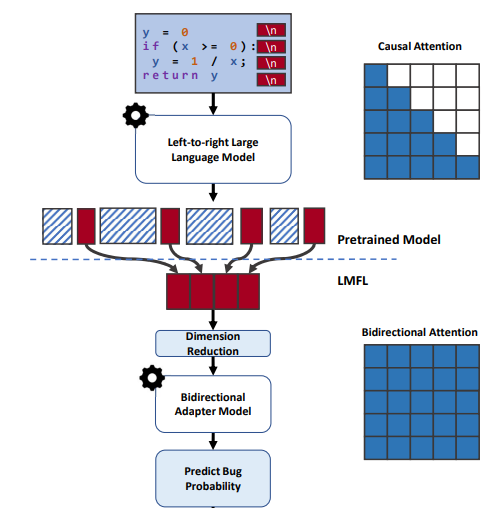 y = 0 \n
if (x >= 0): \n
y = 1 / x; \n
return y \n
Causal Attention
Left-to-right Large
Language Model
Pretrained Model
LMFL
Dimension
Reduction
Bidirectional Attention
Bidirectional
Adapter Model
Predict Bug
Probability